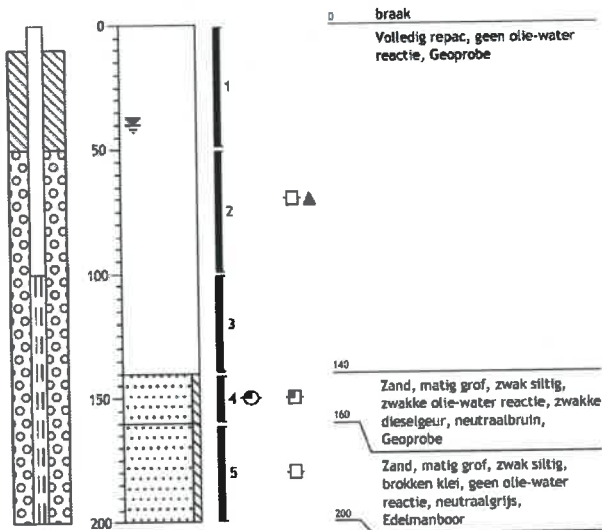 0
50
100
150
200
1
2
3
4
5
0 braak
Volledig repac, geen olie-water
reactie, Geoprobe
140
Zand, matig grof, zwak siltig,
zwakke olie-water reactie, zwakke
dieselgeur, neutraalbruin,
Geoprobe
160
Zand, matig grof, zwak siltig,
brokken klei, geen olie-water
reactie, neutraalgrijs,
Edelmanboor
200